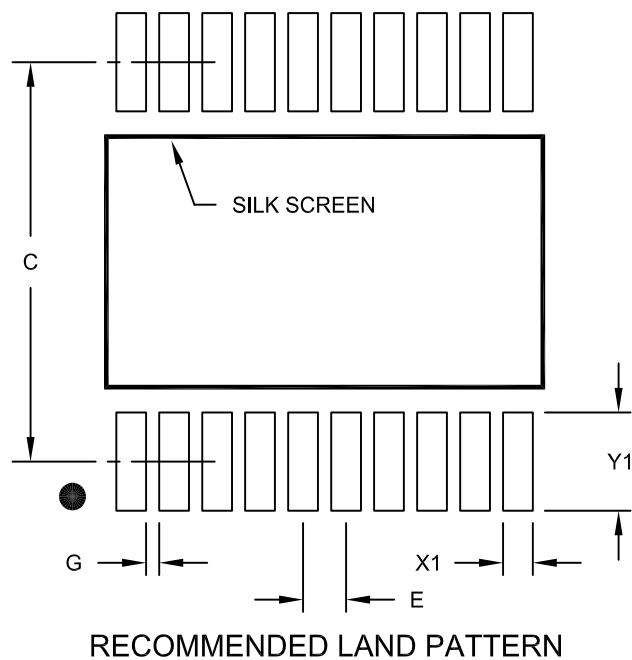 SILK SCREEN
C
Y1
G
X1
E
RECOMMENDED LAND PATTERN